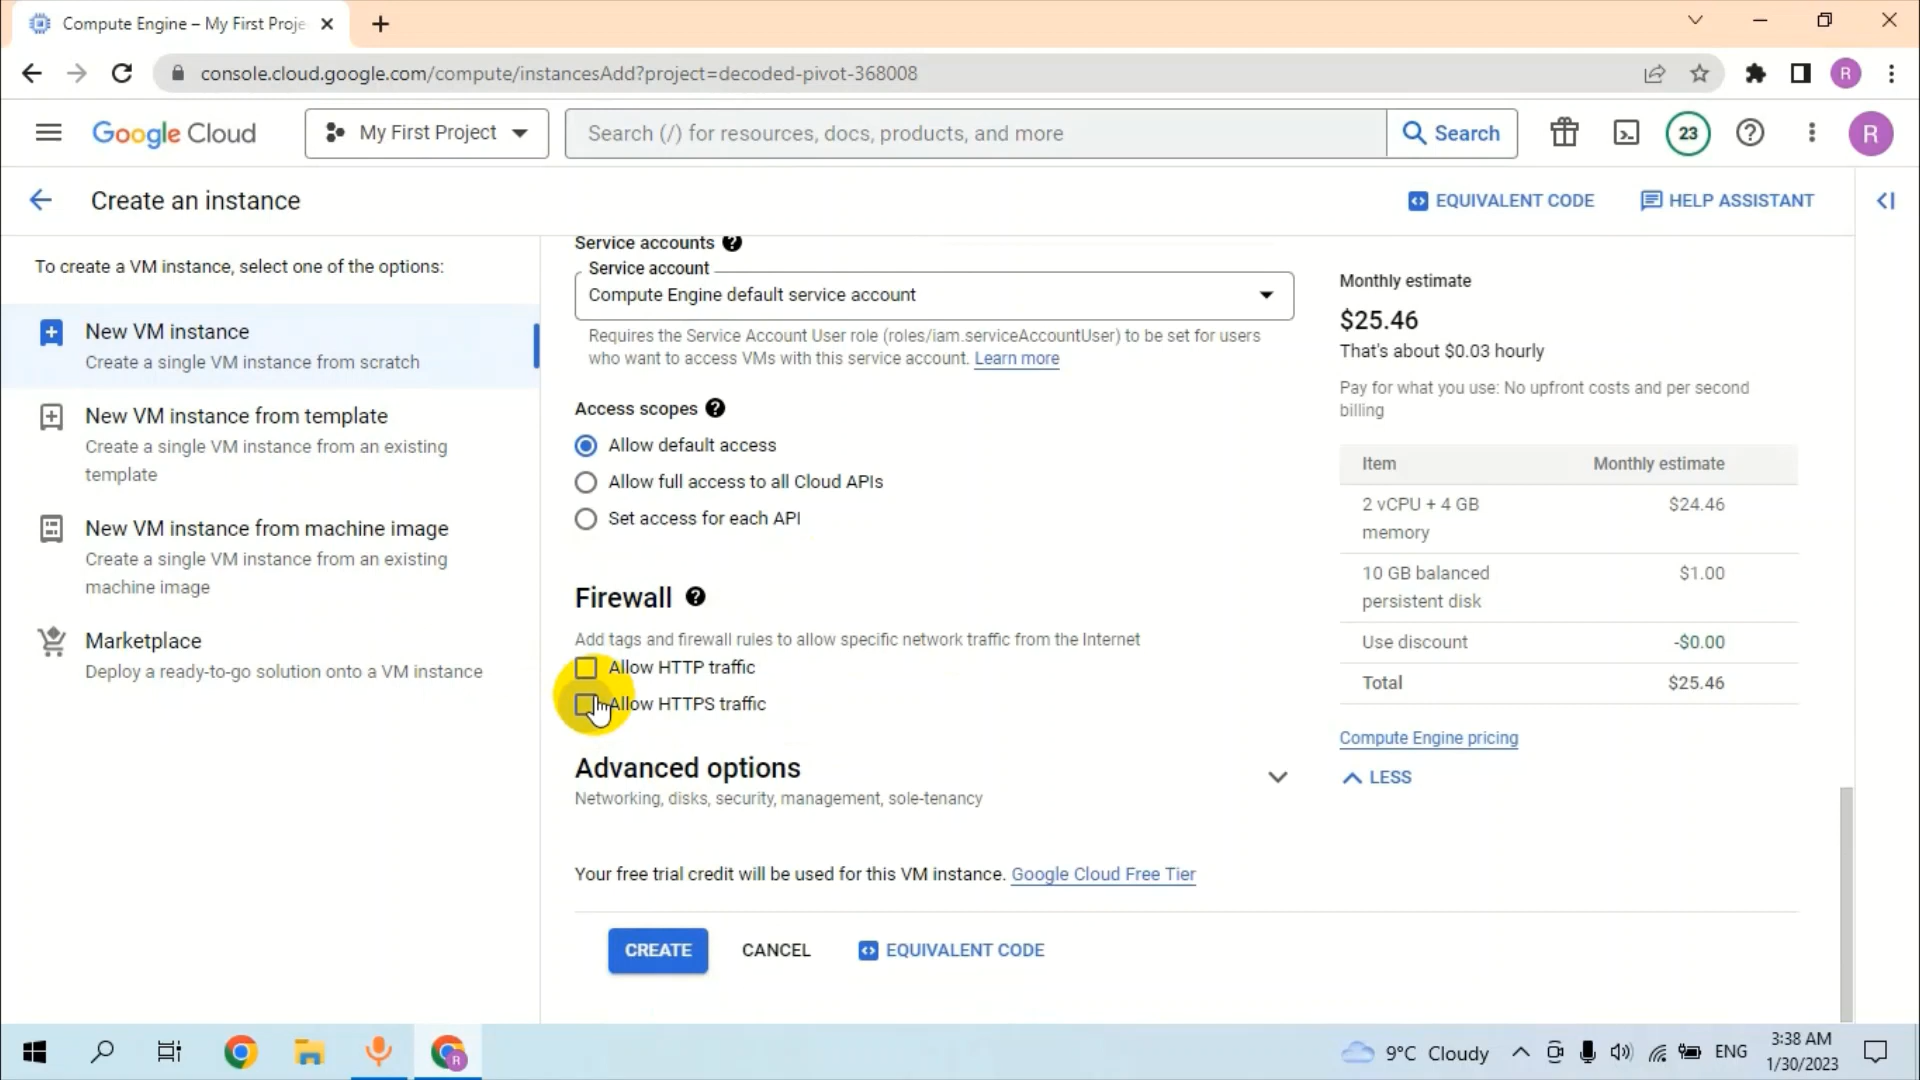 Compute Engine – My First Proje
console.cloud.google.com/compute/instancesAdd?project=decoded-pivot-368008
R
Google Cloud
My First Project
Search (/) for resources, docs, products, and more
Search
23
R
Create an instance
EQUIVALENT CODE
HELP ASSISTANT
To create a VM instance, select one of the options:
New VM instance
Create a single VM instance from scratch
New VM instance from template
Create a single VM instance from an existing
template
New VM instance from machine image
Create a single VM instance from an existing
machine image
Marketplace
Deploy a ready-to-go solution onto a VM instance
Service accounts
Service account
Compute Engine default service account
Requires the Service Account User role (roles/iam.serviceAccountUser) to be set for users
who want to access VMs with this service account. Learn more
Access scopes
Allow default access
Allow full access to all Cloud APIs
Set access for each API
Firewall
Add tags and firewall rules to allow specific network traffic from the Internet
Allow HTTP traffic
Allow HTTPS traffic
Advanced options
Networking, disks, security, management, sole-tenancy
Your free trial credit will be used for this VM instance. Google Cloud Free Tier
CREATE
CANCEL
EQUIVALENT CODE
Monthly estimate
$25.46
That's about $0.03 hourly
Pay for what you use: No upfront costs and per second
billing
Item Monthly estimate
2 vCPU + 4 GB $24.46
memory
10 GB balanced $1.00
persistent disk
Use discount -$0.00
Total $25.46
Compute Engine pricing
LESS
R
9°C Cloudy
ENG
3:38 AM
1/30/2023